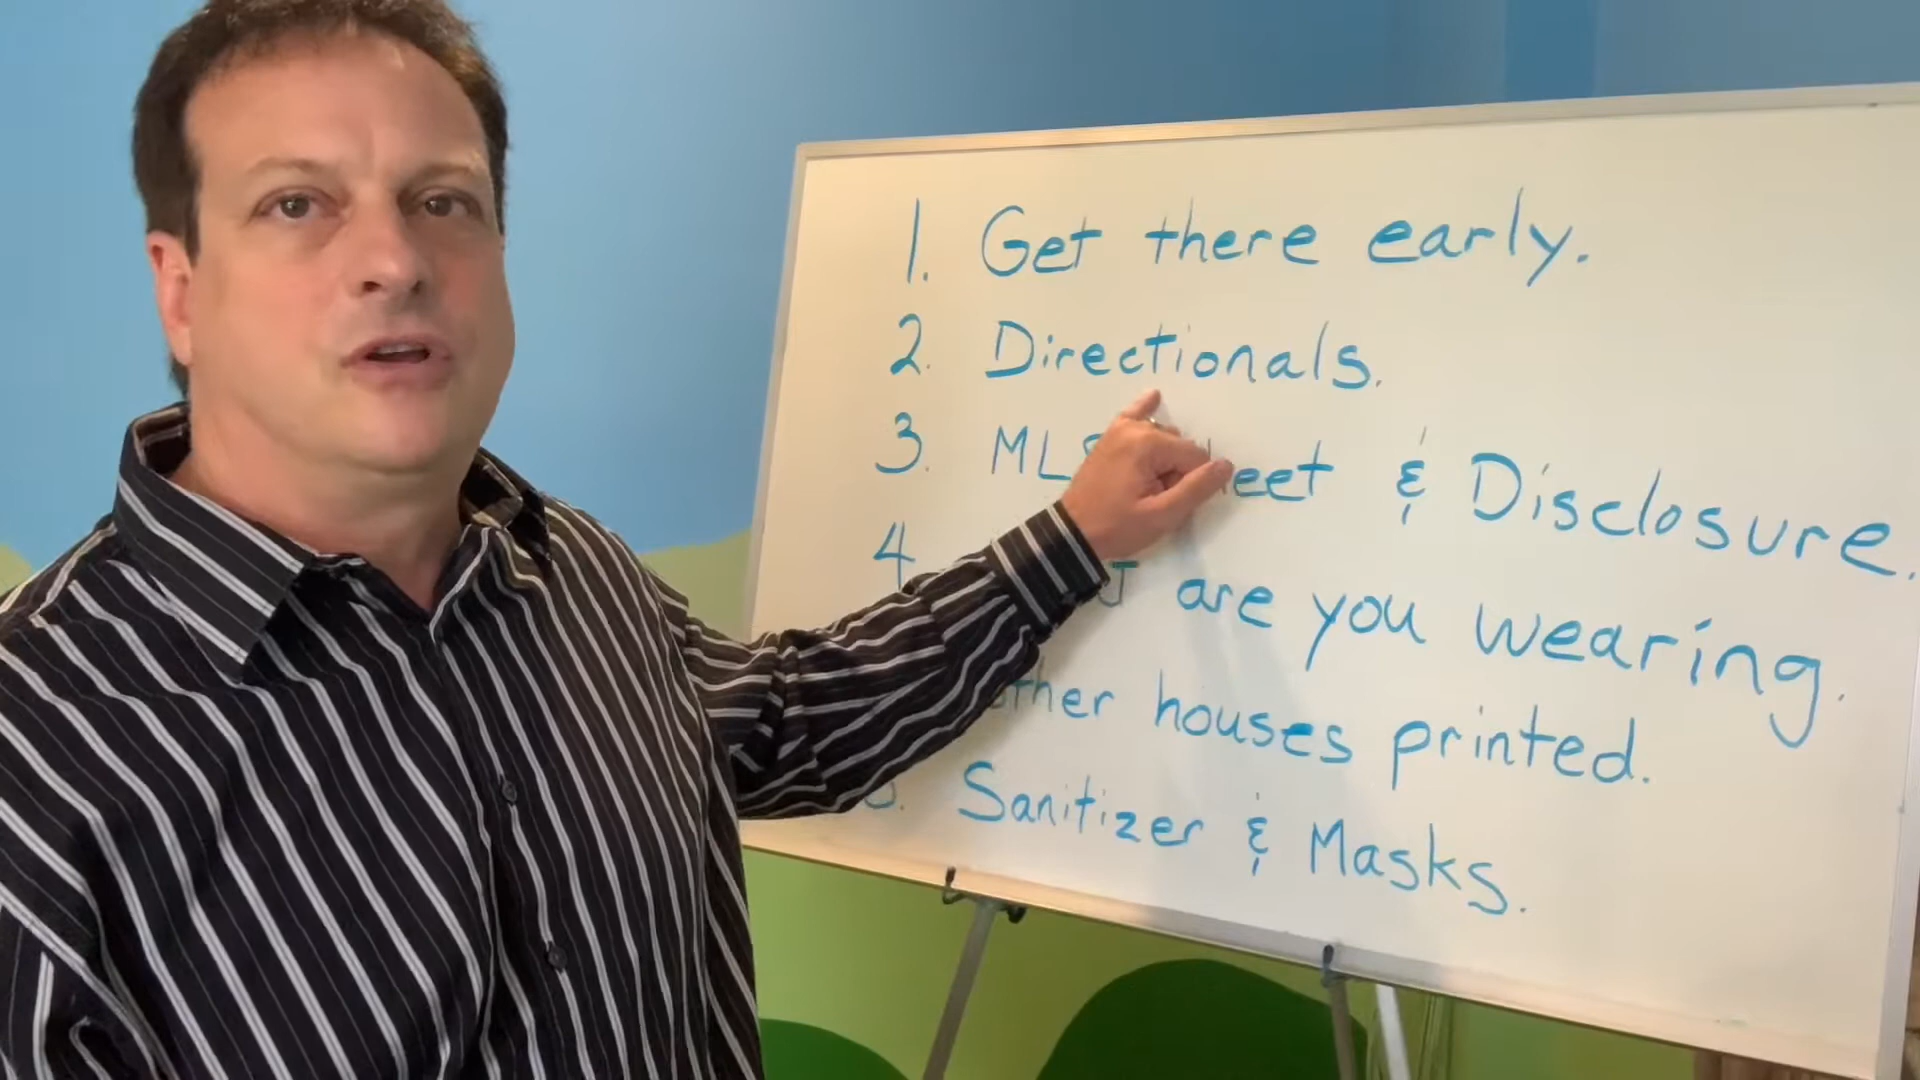 1. Get there early.
2. Directionals.
3. MLS Sheet & Disclosure.
4 are you wearing.
other houses printed.
Sanitizer & Masks.